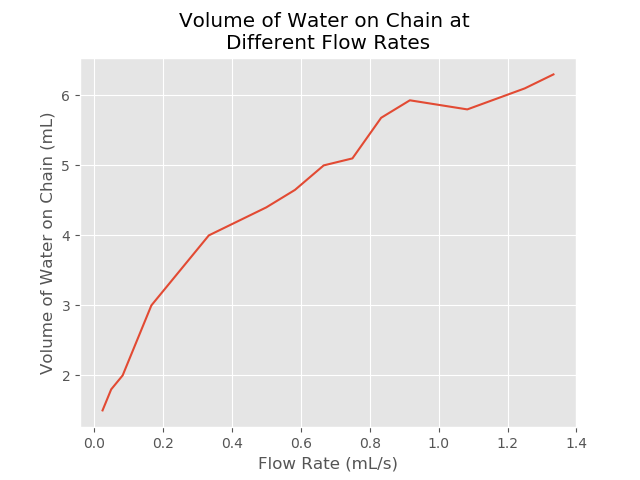 Volume of Water on Chain at
Different Flow Rates
Volume of Water on Chain (mL)
6
5
4
3
2
0.0 0.2 0.4 0.6 0.8 1.0 1.2 1.4
Flow Rate (mL/s)